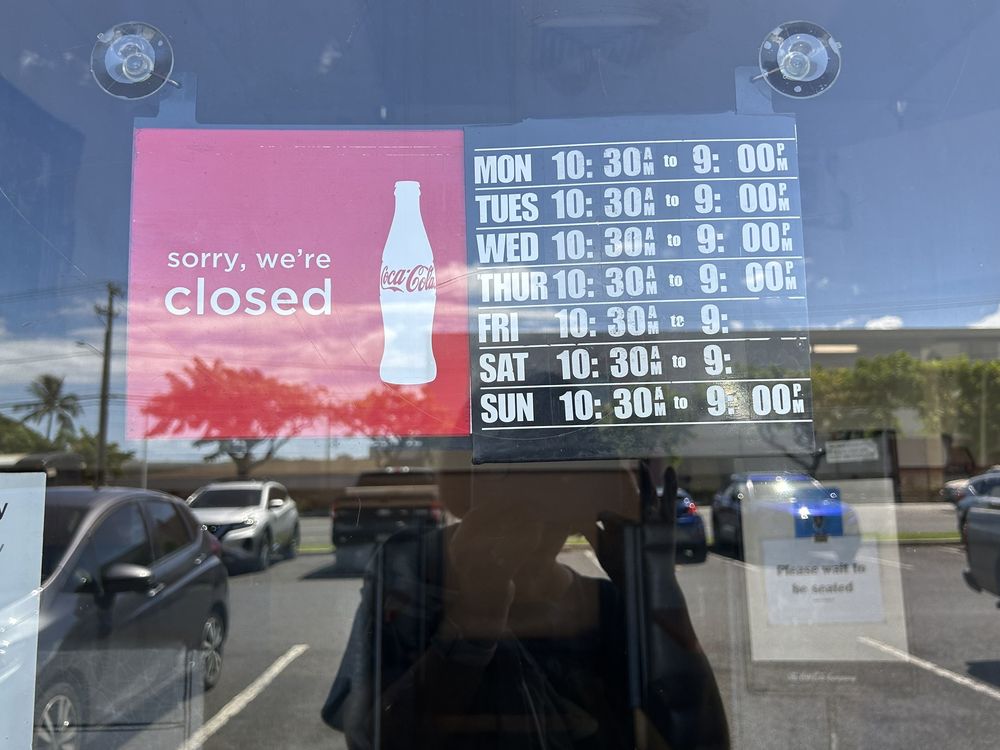 sorry, we're
closed
Coca-Cola
MON 10: 30AM to 9: 00PM
TUES 10: 30AM to 9: 00PM
WED 10: 30AM to 9: 00PM
THUR 10: 30AM to 9: 00PM
FRI 10: 30AM to 9:
SAT 10: 30AM to 9:
SUN 10: 30AM to 9: 00PM
Please wait to
be seated